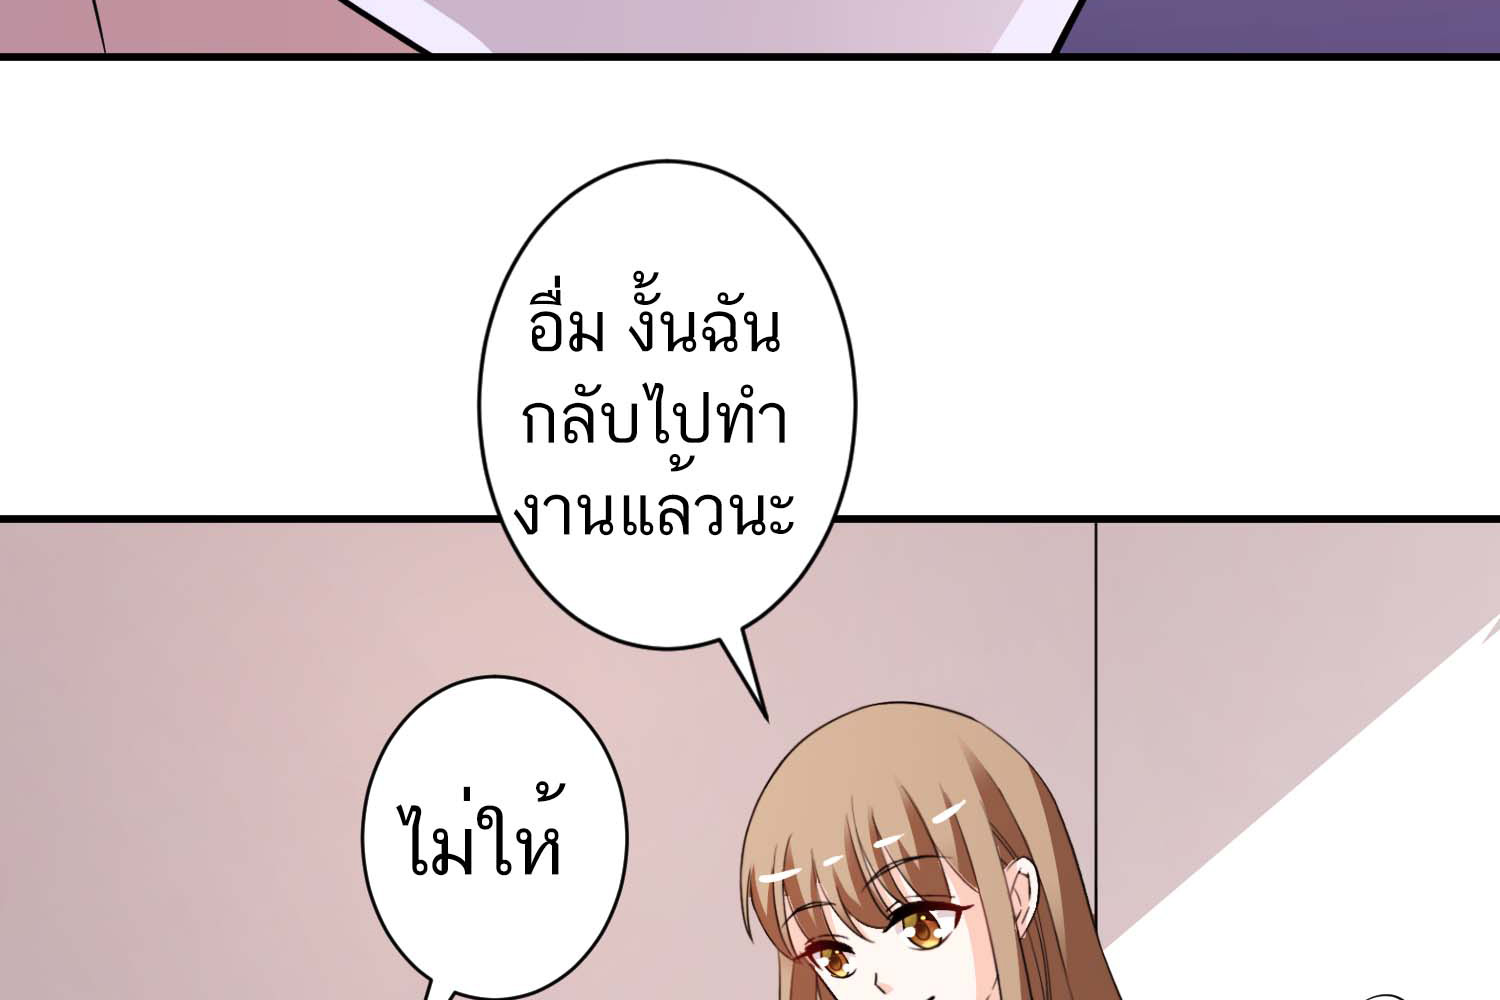 อื่ม งั้นฉัน
กลับไปทำ
งานแล้วนะ
ไม่ให้